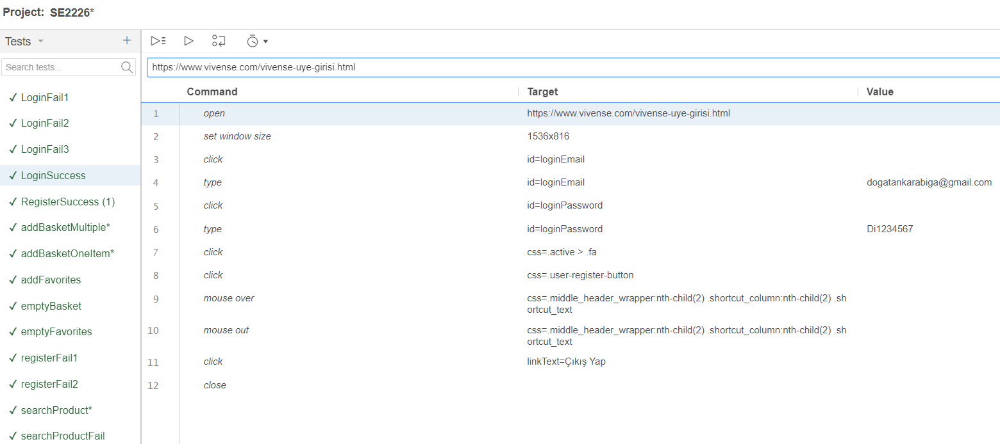 Project: SE2226*
Tests
Search tests...
LoginFail1
LoginFail2
LoginFail3
LoginSuccess
RegisterSuccess (1)
addBasketMultiple*
addBasketOneItem*
addFavorites
emptyBasket
emptyFavorites
registerFail1
registerFail2
searchProduct*
searchProductFail
https://www.vivense.com/vivense-uye-girisi.html
Command Target Value
1 open https://www.vivense.com/vivense-uye-girisi.html
2 set window size 1536x816
3 click id=loginEmail
4 type id=loginEmail dogatankarabiga@gmail.com
5 click id=loginPassword
6 type id=loginPassword Di1234567
7 click css=.active > .fa
8 click css=.user-register-button
9 mouse over css=.middle_header_wrapper:nth-child(2) .shortcut_column:nth-child(2) .sh
ortcut_text
10 mouse out css=.middle_header_wrapper:nth-child(2) .shortcut_column:nth-child(2) .sh
ortcut_text
11 click linkText=Çıkış Yap
12 close